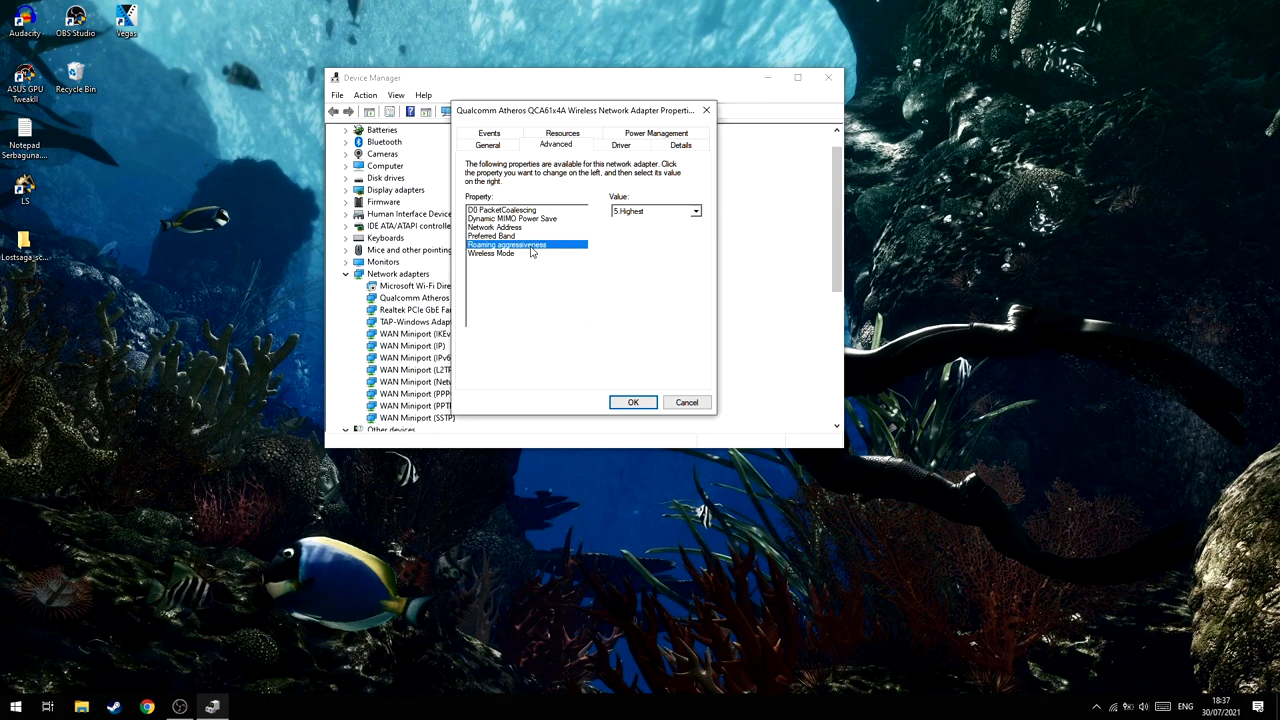 Audacity
OBS Studio
Vegas
ASUS GPU
TweakII
Recycle Bin
Notepad
Serbaguna....
LS
Lostsaga_sc...
Device Manager
File Action View Help
Batteries
Bluetooth
Cameras
Computer
Disk drives
Display adapters
Firmware
Human Interface Device
IDE ATA/ATAPI controlle
Keyboards
Mice and other pointing
Monitors
Network adapters
Microsoft Wi-Fi Dire
Qualcomm Atheros
Realtek PCIe GbE Fa
TAP-Windows Adap
WAN Miniport (IKEv
WAN Miniport (IP)
WAN Miniport (IPv6
WAN Miniport (L2TP
WAN Miniport (Net
WAN Miniport (PPP
WAN Miniport (PPT
WAN Miniport (SSTP)
Other devices
Qualcomm Atheros QCA61x4A Wireless Network Adapter Properti...
Events Resources Power Management
General Advanced Driver Details
The following properties are available for this network adapter. Click
the property you want to change on the left, and then select its value
on the right.
Property:
Value:
D0 PacketCoalescing
Dynamic MIMO Power Save
Network Address
Preferred Band
Roaming aggressiveness
Wireless Mode
5.Highest
OK Cancel
ENG
18:37
30/07/2021